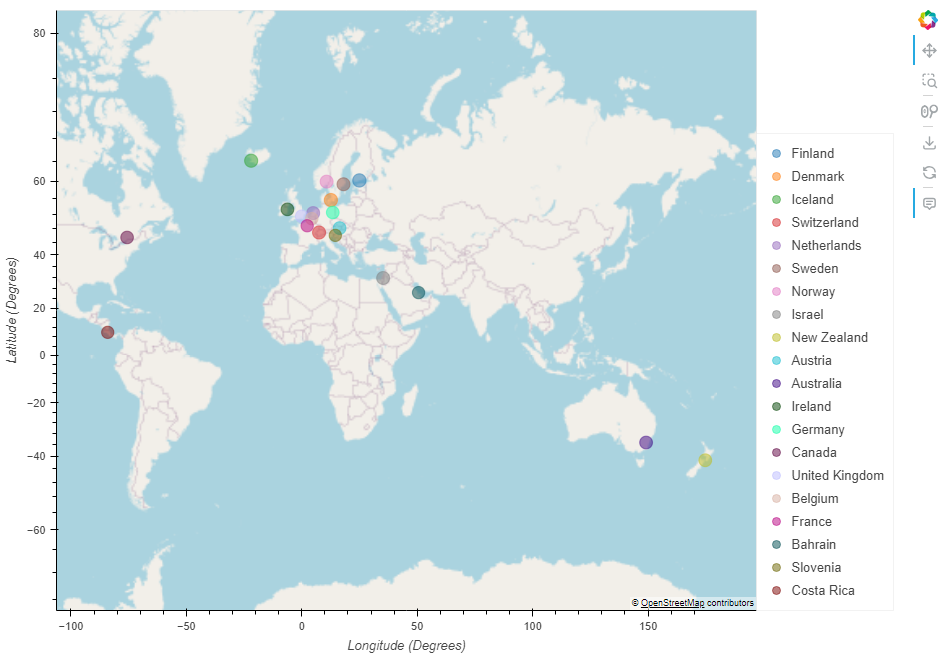 80
60
40
20
0
−20
−40
−60
Latitude (Degrees)
−100
−50
0
50
100
150
Longitude (Degrees)
© OpenStreetMap contributors
Finland
Denmark
Iceland
Switzerland
Netherlands
Sweden
Norway
Israel
New Zealand
Austria
Australia
Ireland
Germany
Canada
United Kingdom
Belgium
France
Bahrain
Slovenia
Costa Rica